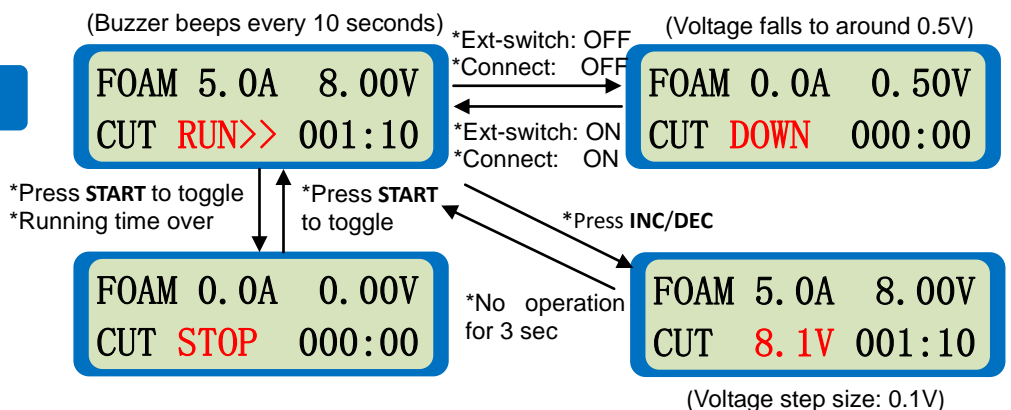 (Buzzer beeps every 10 seconds)
FOAM 5.0A 8.00V
CUT RUN>> 001:10
*Ext-switch: OFF
*Connect: OFF
*Ext-switch: ON
*Connect: ON
(Voltage falls to around 0.5V)
FOAM 0.0A 0.50V
CUT DOWN 000:00
*Press START to toggle
*Running time over
*Press START
to toggle
*Press INC/DEC
*No operation
for 3 sec
FOAM 0.0A 0.00V
CUT STOP 000:00
FOAM 5.0A 8.00V
CUT 8.1V 001:10
(Voltage step size: 0.1V)